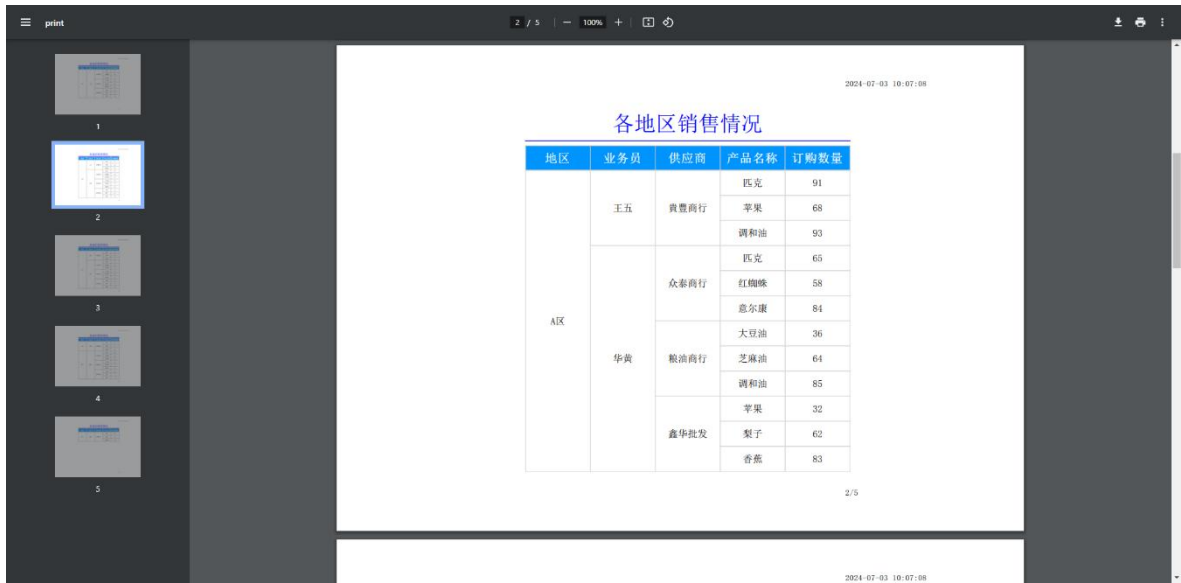 print
2 / 5
100%
1
2
3
4
5
2024-07-03 10:07:08
各地区销售情况
地区 业务员 供应商 产品名称 订购数量
A区 王五 貴豐商行 匹克 91
苹果 68
调和油 93
华黄 众泰商行 匹克 65
红蜘蛛 58
意尔康 84
粮油商行 大豆油 36
芝麻油 64
调和油 85
鑫华批发 苹果 32
梨子 62
香蕉 83
2/5
2024-07-03 10:07:08